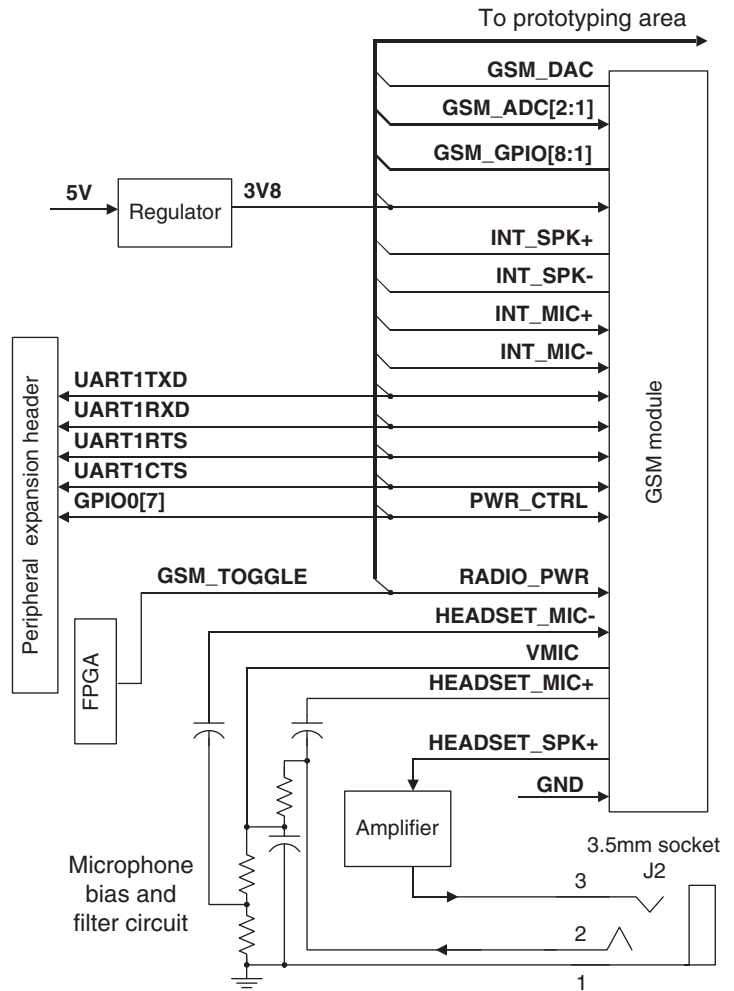 To prototyping area
GSM_DAC
GSM_ADC[2:1]
GSM_GPIO[8:1]
5V
Regulator
3V8
INT_SPK+
INT_SPK-
INT_MIC+
INT_MIC-
Peripheral expansion header
UART1TXD
UART1RXD
UART1RTS
UART1CTS
GPIO0[7]
PWR_CTRL
GSM module
GSM_TOGGLE
RADIO_PWR
FPGA
HEADSET_MIC-
VMIC
HEADSET_MIC+
HEADSET_SPK+
GND
Amplifier
3.5mm socket
J2
Microphone
bias and
filter circuit
3
2
1